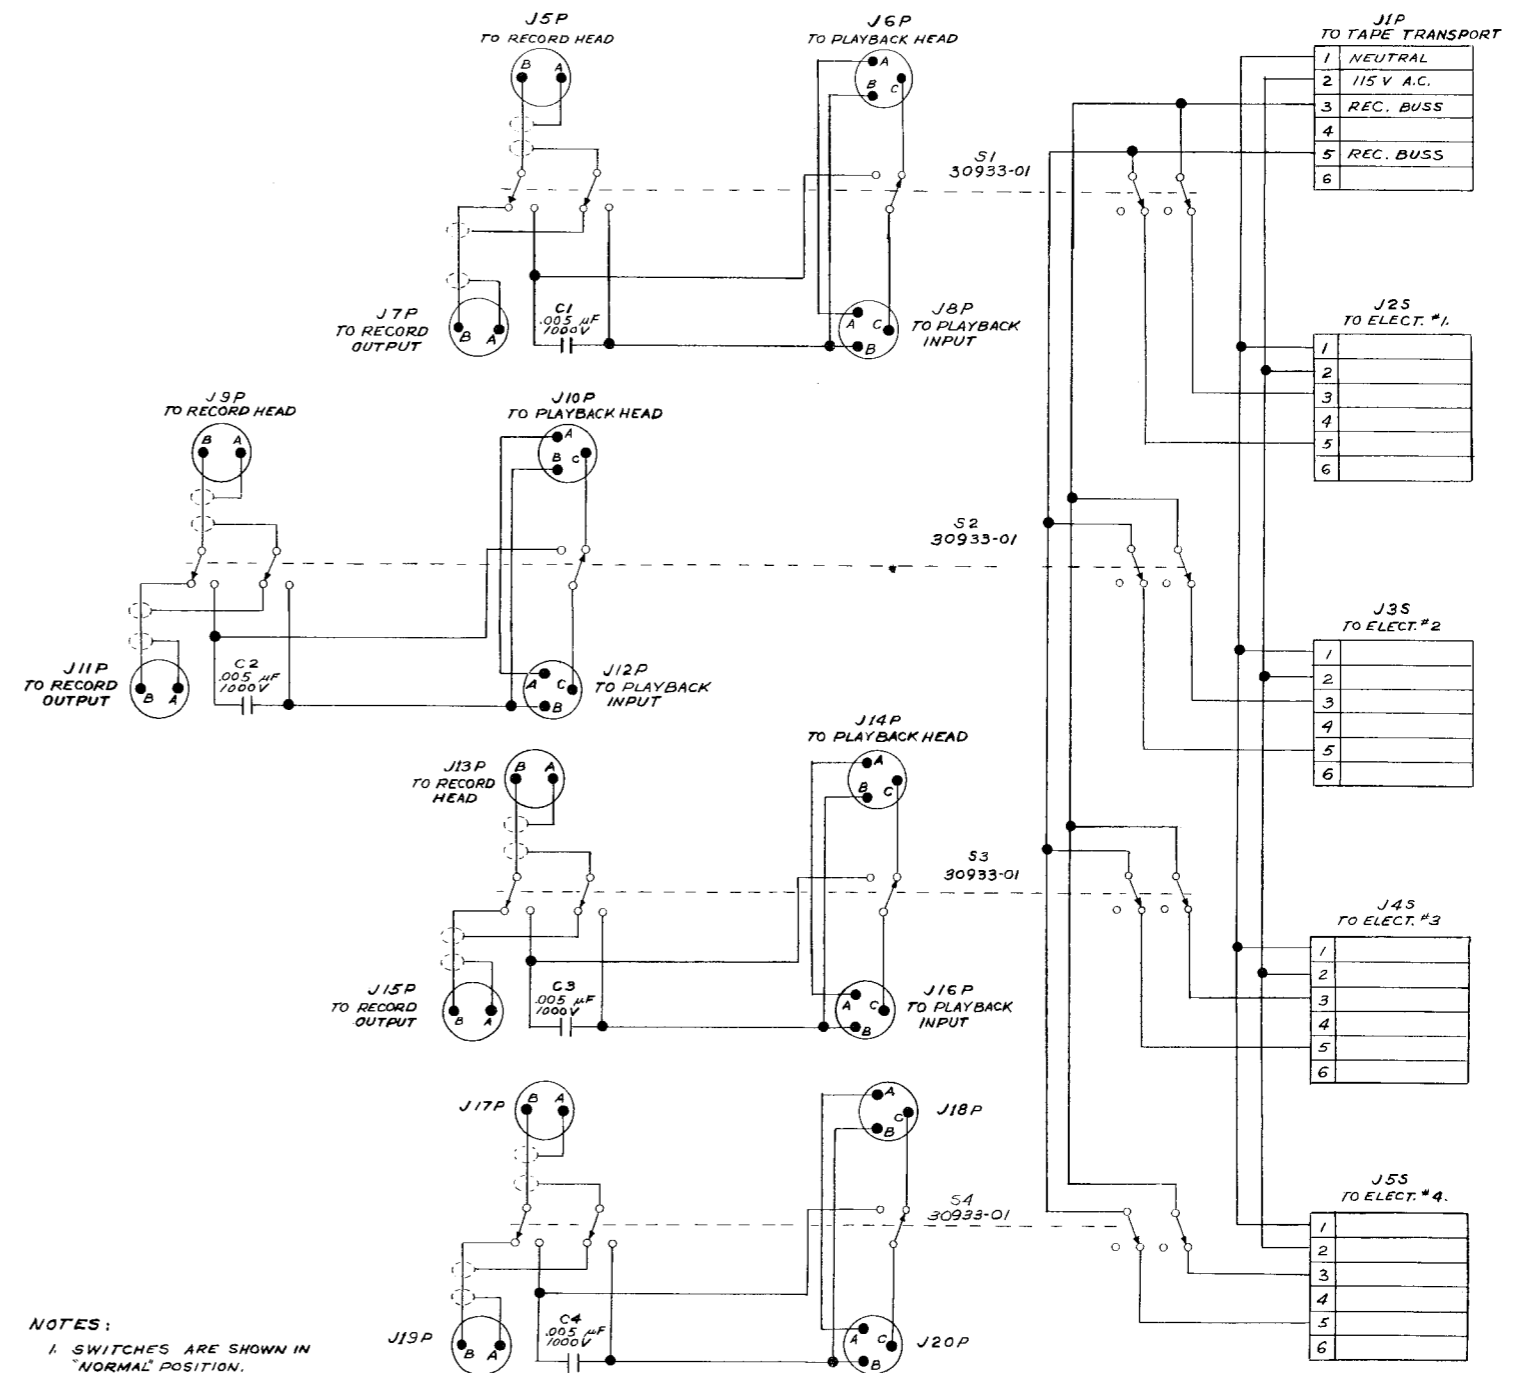 J5P
TO RECORD HEAD
B A
J6P
TO PLAYBACK HEAD
A
B C
J1P
TO TAPE TRANSPORT
1 NEUTRAL
2 115 V A.C.
3 REC. BUSS
4
5 REC. BUSS
6
S1
30933-01
J7P
TO RECORD
OUTPUT
B A
C1
.005 µF
1000V
J8P
TO PLAYBACK
INPUT
A C
B
J2S
TO ELECT. #1.
1
2
3
4
5
6
J9P
TO RECORD HEAD
B A
J10P
TO PLAYBACK HEAD
A
B C
S2
30933-01
J11P
TO RECORD
OUTPUT
B A
C2
.005 µF
1000V
J12P
TO PLAYBACK
INPUT
A C
B
J3S
TO ELECT. #2
1
2
3
4
5
6
J13P
TO RECORD
HEAD
B A
J14P
TO PLAYBACK HEAD
A
B C
S3
30933-01
J15P
TO RECORD
OUTPUT
B A
C3
.005 µF
1000V
J16P
TO PLAYBACK
INPUT
A C
B
J4S
TO ELECT. #3
1
2
3
4
5
6
J17P
B A
J18P
A
C
B
S4
30933-01
J19P
B A
C4
.005 µF
1000V
J20P
A C
B
J5S
TO ELECT. #4.
1
2
3
4
5
6
NOTES:
1. SWITCHES ARE SHOWN IN
"NORMAL" POSITION.